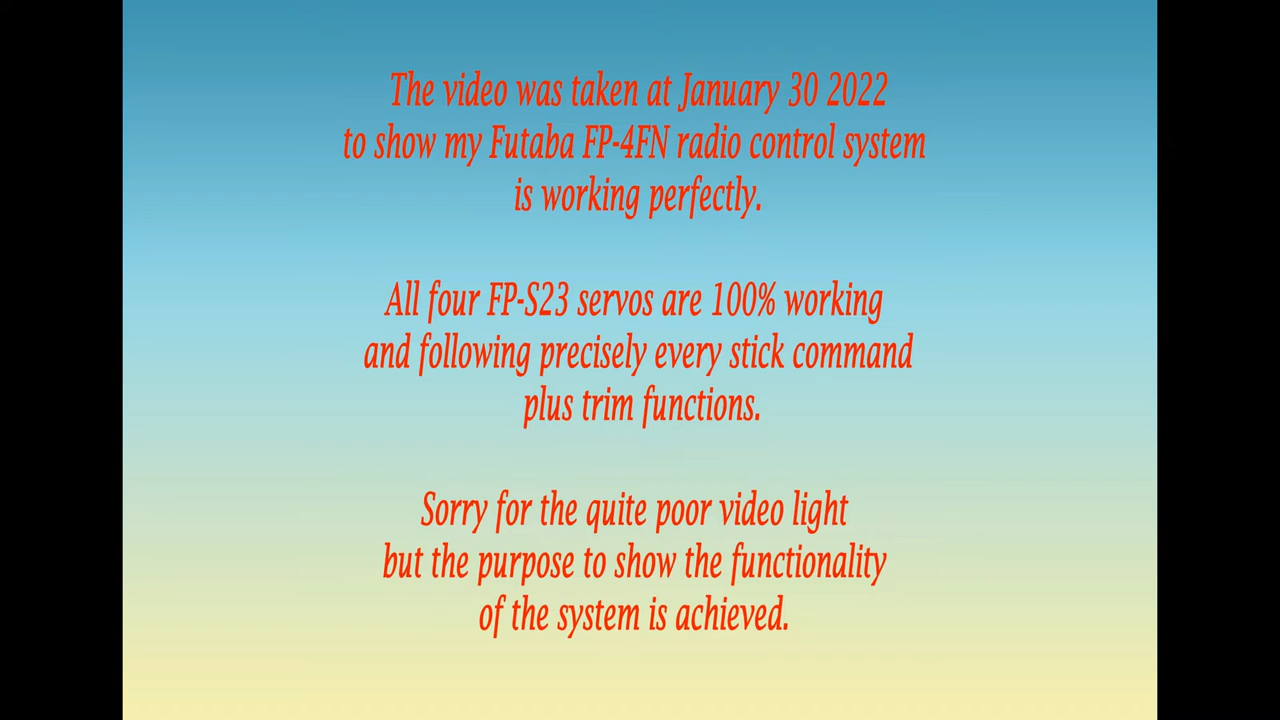 The video was taken at January 30 2022
to show my Futaba FP-4FN radio control system
is working perfectly.
All four FP-S23 servos are 100% working
and following precisely every stick command
plus trim functions.
Sorry for the quite poor video light
but the purpose to show the functionality
of the system is achieved.